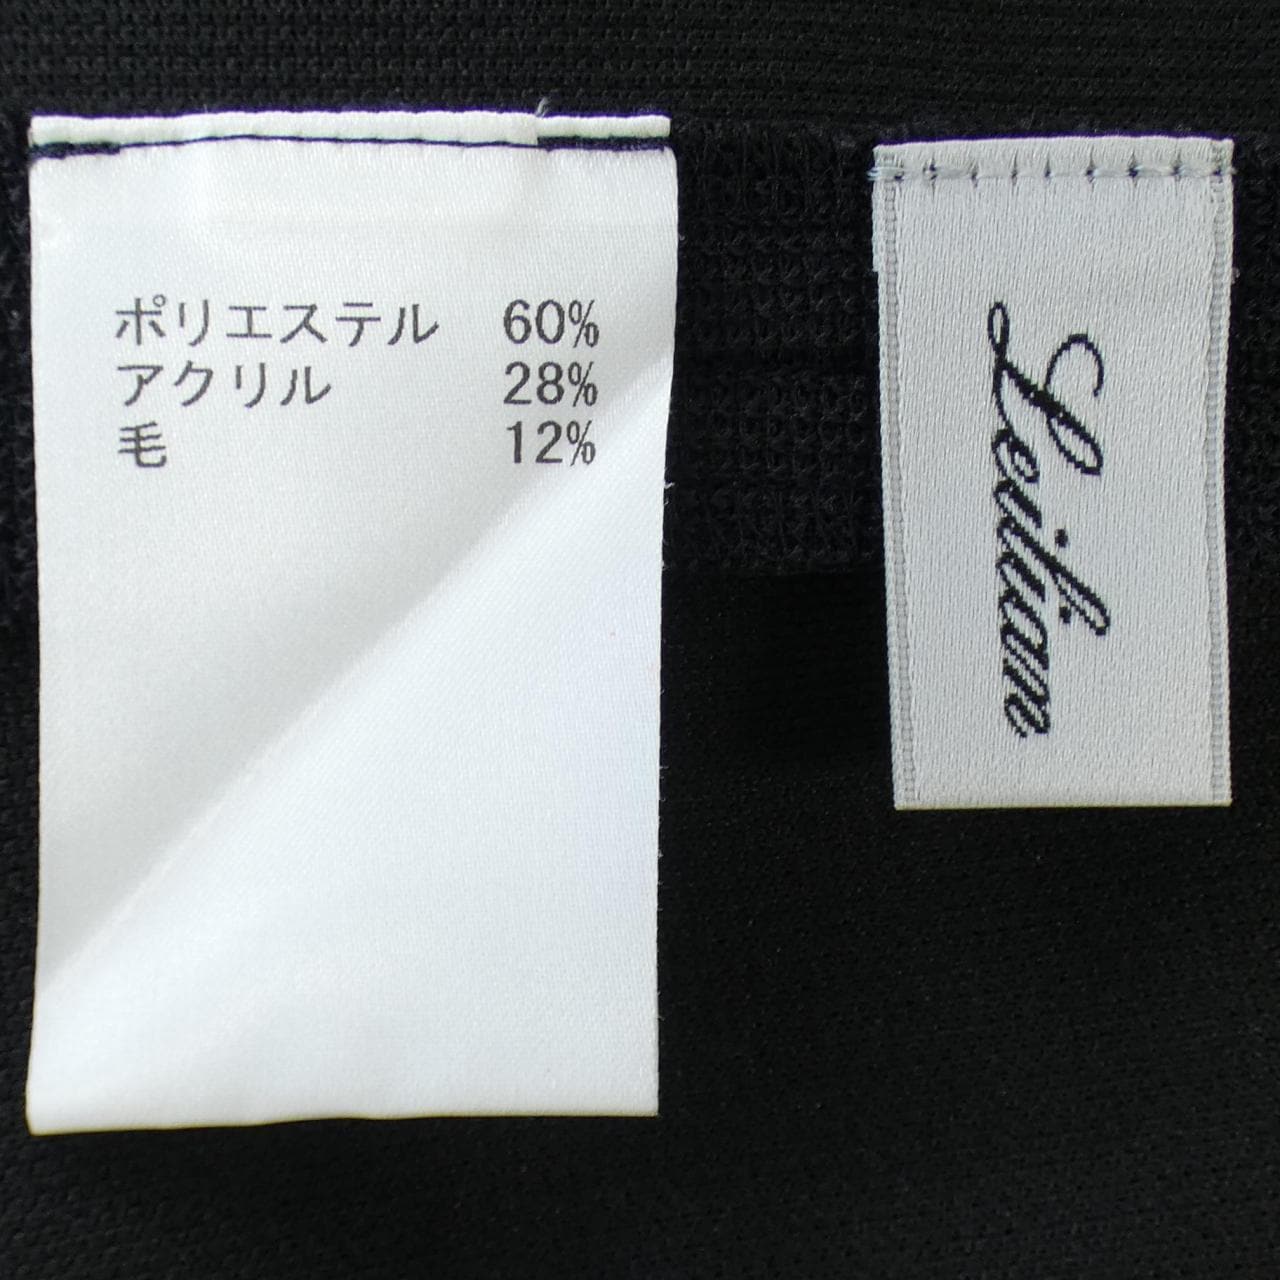 ポリエステル 60%
アクリル 28%
毛 12%
Leilian